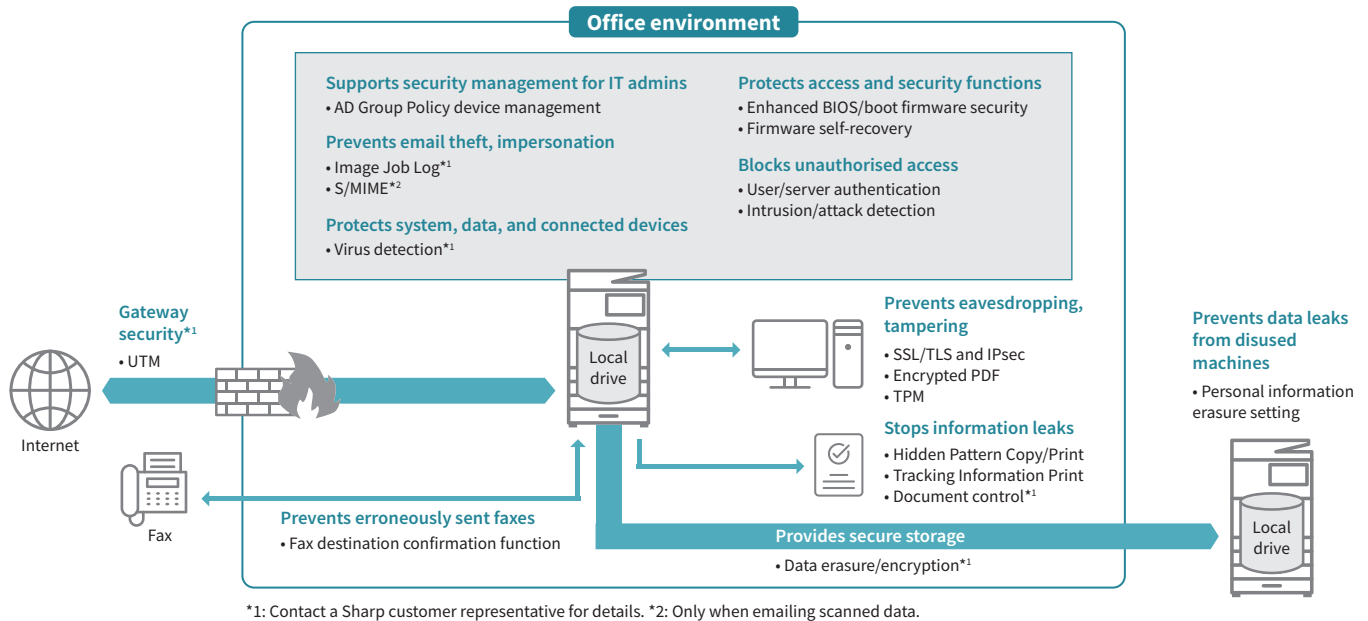 Office environment
Supports security management for IT admins
• AD Group Policy device management
Prevents email theft, impersonation
• Image Job Log*1
• S/MIME*2
Protects system, data, and connected devices
• Virus detection*1
Protects access and security functions
• Enhanced BIOS/boot firmware security
• Firmware self-recovery
Blocks unauthorised access
• User/server authentication
• Intrusion/attack detection
Gateway
security*1
• UTM
Internet
Fax
Local
drive
Prevents erroneously sent faxes
• Fax destination confirmation function
Prevents eavesdropping,
tampering
• SSL/TLS and IPsec
• Encrypted PDF
• TPM
Stops information leaks
• Hidden Pattern Copy/Print
• Tracking Information Print
• Document control*1
Provides secure storage
• Data erasure/encryption*1
Prevents data leaks
from disused
machines
• Personal information
erasure setting
Local
drive
*1: Contact a Sharp customer representative for details. *2: Only when emailing scanned data.